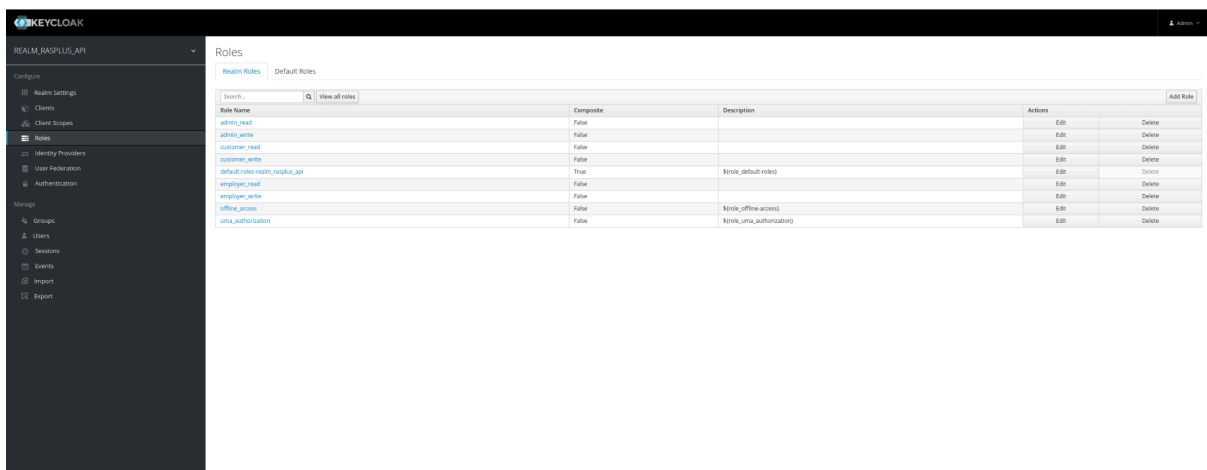 KEYCLOAK
Admin
REALM_RASPLUS_API
Configure
Realm Settings
Clients
Client Scopes
Roles
Identity Providers
User Federation
Authentication
Manage
Groups
Users
Sessions
Events
Import
Export
Roles
Realm Roles Default Roles
Search... View all roles Add Role
Role Name Composite Description Actions
admin_read False Edit Delete
admin_write False Edit Delete
customer_read False Edit Delete
customer_write False Edit Delete
default-roles-realm_rasplus_api True ${role_default-roles} Edit Delete
employer_read False Edit Delete
employer_write False Edit Delete
offline_access False ${role_offline-access} Edit Delete
uma_authorization False ${role_uma_authorization} Edit Delete